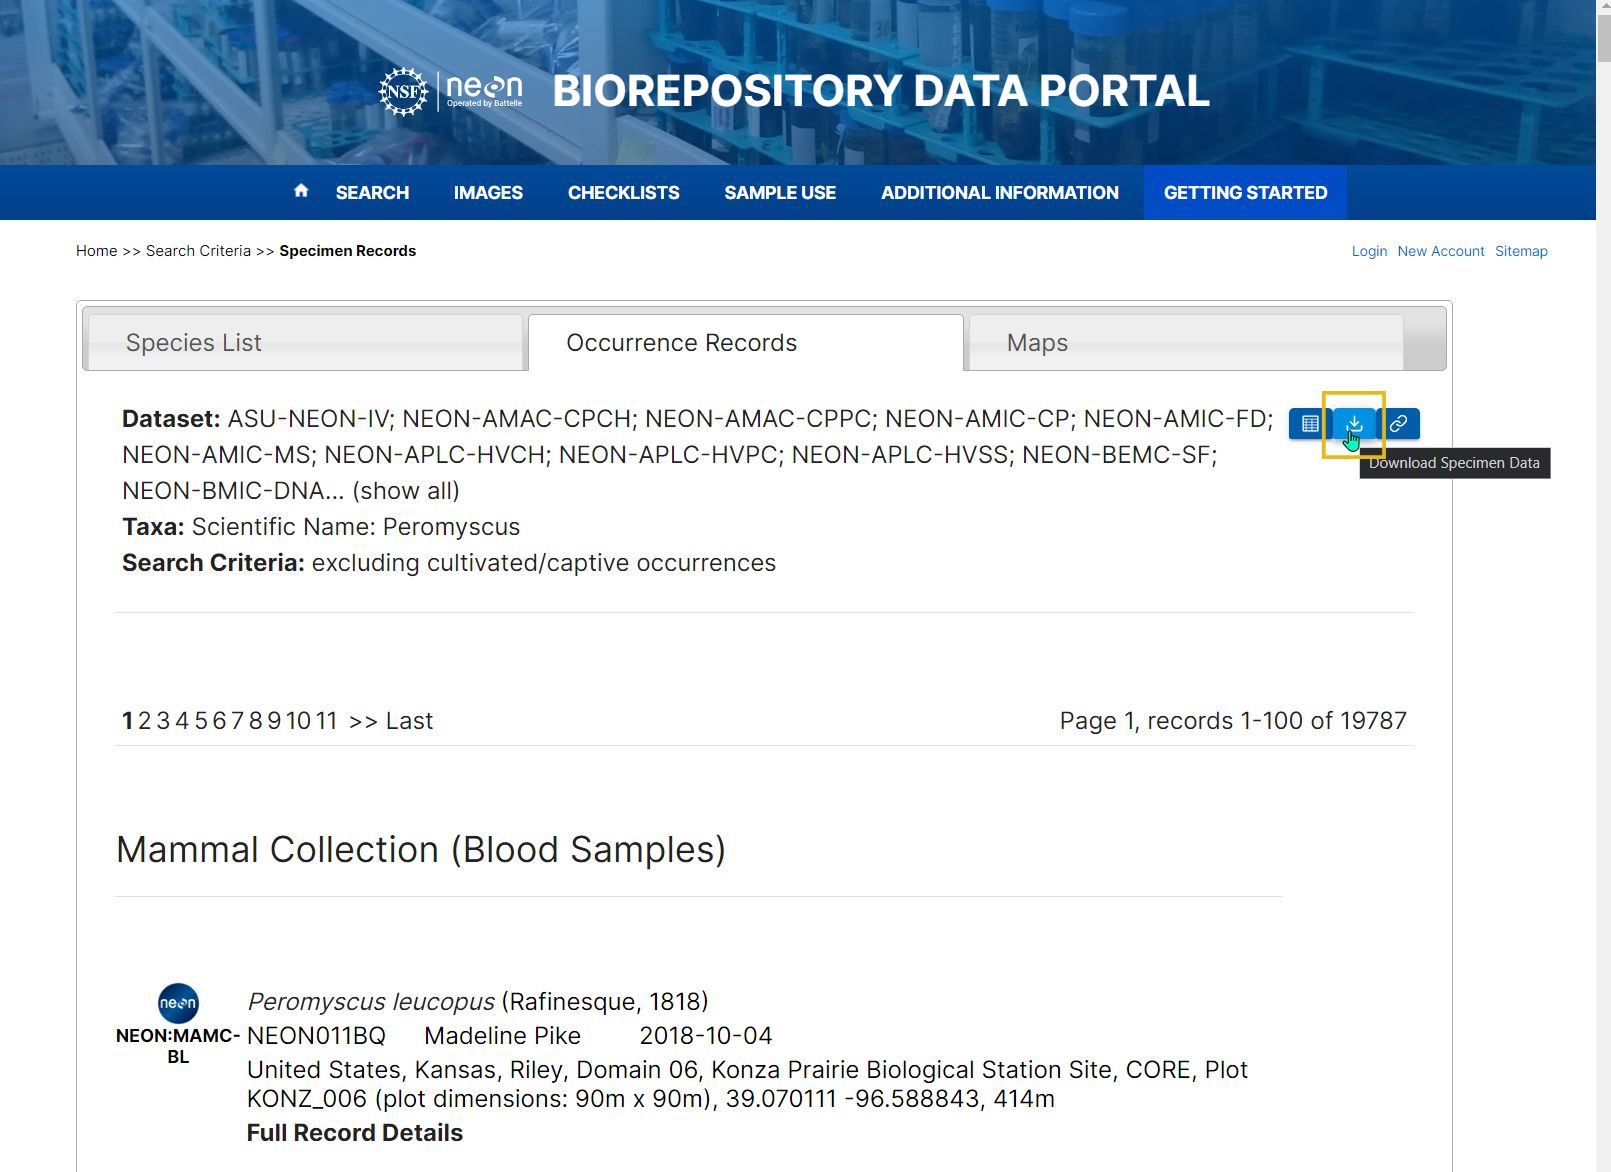 NSF neon Operated by Battelle BIOREPOSITORY DATA PORTAL
SEARCH IMAGES CHECKLISTS SAMPLE USE ADDITIONAL INFORMATION GETTING STARTED
Home >> Search Criteria >> Specimen Records
Login New Account Sitemap
Species List
Occurrence Records
Maps
Dataset: ASU-NEON-IV; NEON-AMAC-CPCH; NEON-AMAC-CPPC; NEON-AMIC-CP; NEON-AMIC-FD;
NEON-AMIC-MS; NEON-APLC-HVCH; NEON-APLC-HVPC; NEON-APLC-HVSS; NEON-BEMC-SF;
NEON-BMIC-DNA... (show all)
Download Specimen Data
Taxa: Scientific Name: Peromyscus
Search Criteria: excluding cultivated/captive occurrences
1 2 3 4 5 6 7 8 9 10 11 >> Last
Page 1, records 1-100 of 19787
Mammal Collection (Blood Samples)
neon
NEON:MAMC-
BL
Peromyscus leucopus (Rafinesque, 1818)
NEON011BQ Madeline Pike 2018-10-04
United States, Kansas, Riley, Domain 06, Konza Prairie Biological Station Site, CORE, Plot
KONZ_006 (plot dimensions: 90m x 90m), 39.070111 -96.588843, 414m
Full Record Details